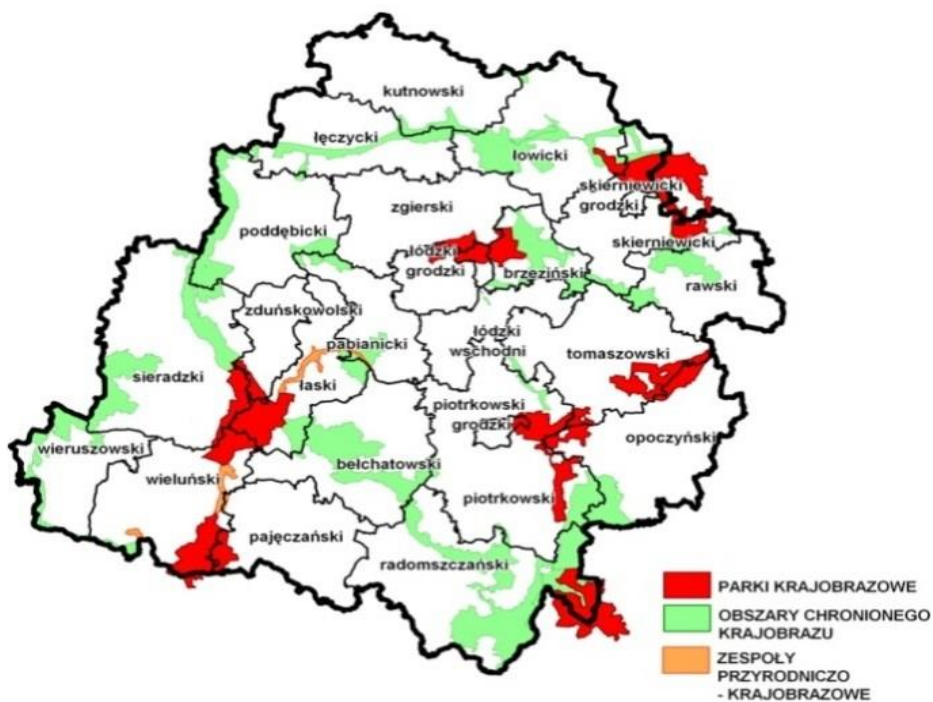 kutnowski
łęczycki
łowicki
skierniewicki
grodzki
zgierski
poddębicki
łódzki
grodzki
brzeziński
skierniewicki
rawski
zduńskowolski
łódzki
wschodni
pabianicki
tomaszowski
sieradzki
łaski
piotrkowski
grodzki
opoczyński
wieruszowski
wieluński
bełchatowski
piotrkowski
pajęczański
radomszczański
PARKI KRAJOBRAZOWE
OBSZARY CHRONIONEGO
KRAJOBRAZU
ZESPOŁY
PRZYRODNICZO
- KRAJOBRAZOWE